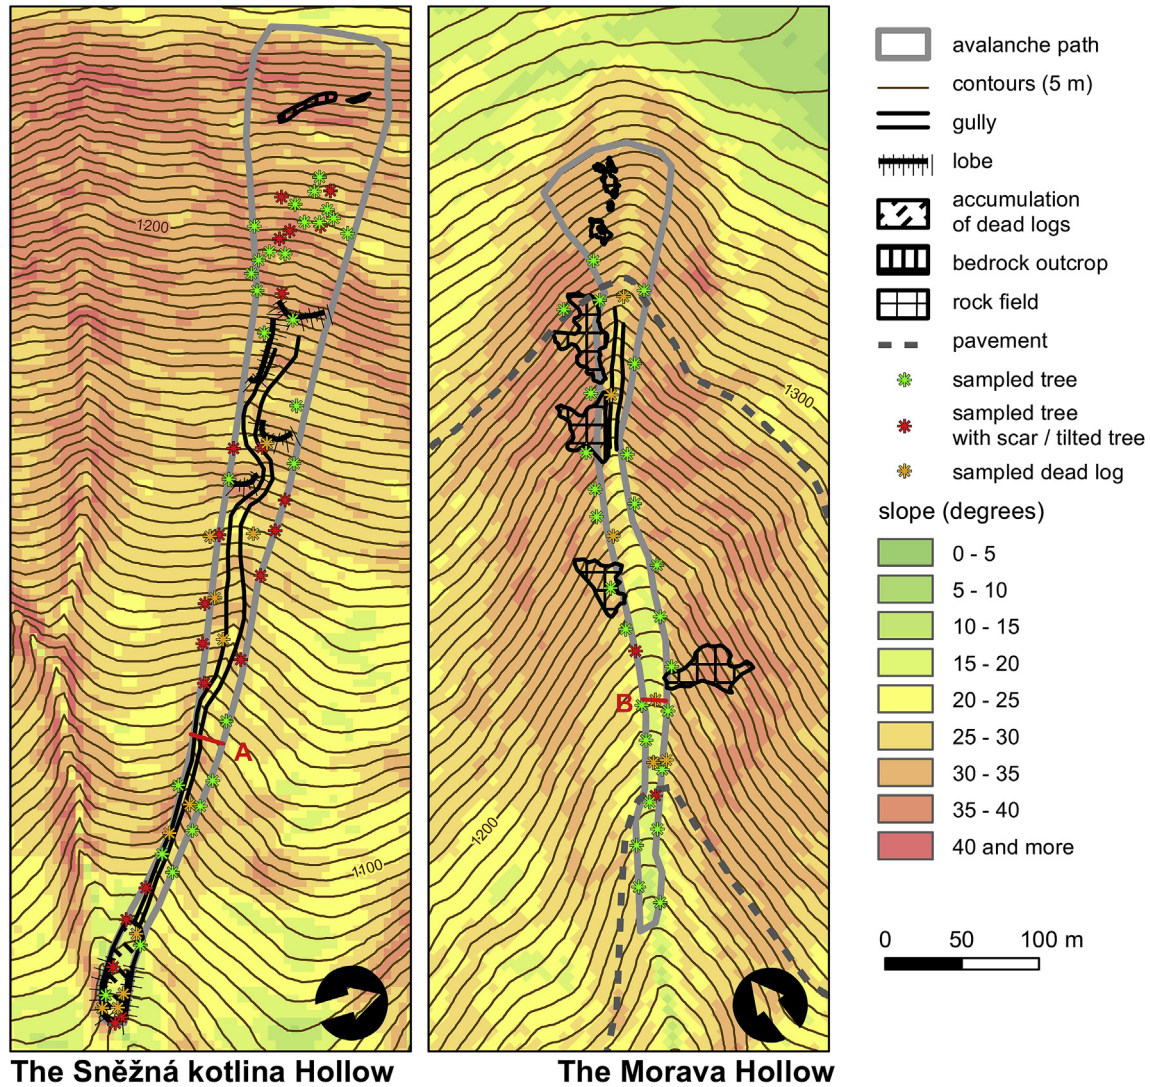 1200
A
1100
The Sněžná kotlina Hollow
1300
B
1200
The Morava Hollow
avalanche path
contours (5 m)
gully
lobe
accumulation
of dead logs
bedrock outcrop
rock field
pavement
sampled tree
sampled tree
with scar / tilted tree
sampled dead log
slope (degrees)
0 - 5
5 - 10
10 - 15
15 - 20
20 - 25
25 - 30
30 - 35
35 - 40
40 and more
0 50 100 m